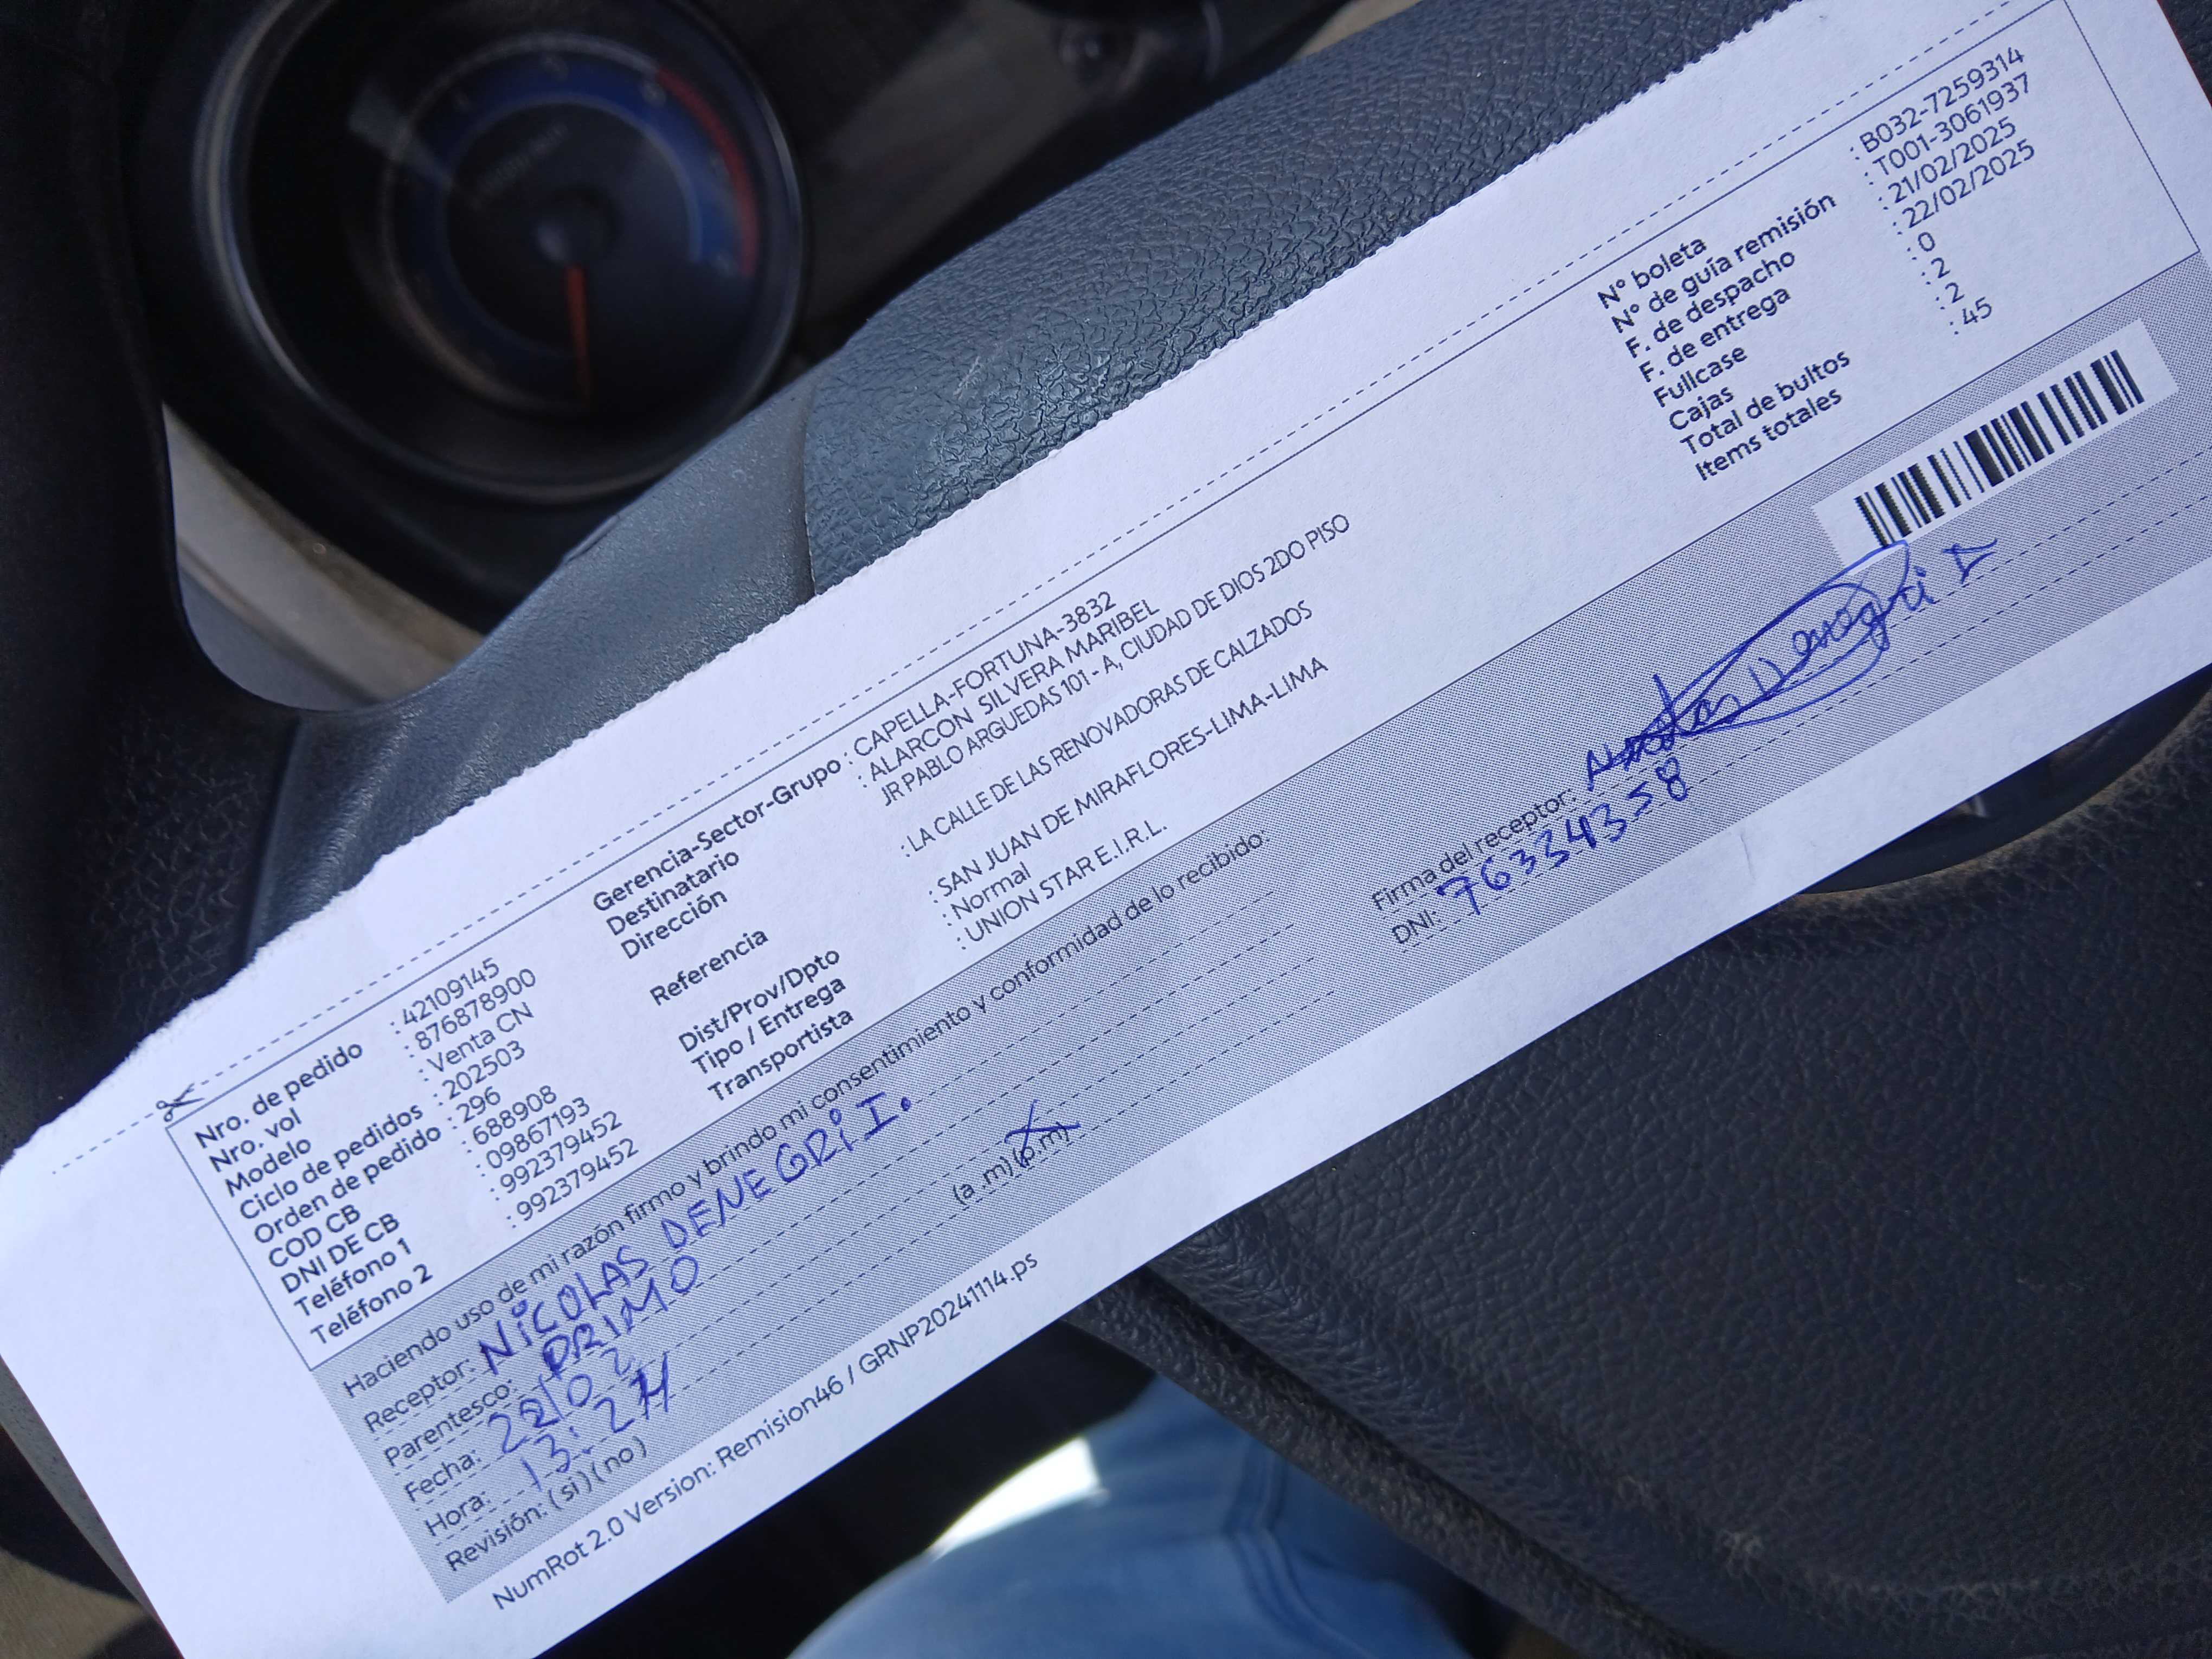 Nro. de pedido : 42109145
Nro. vol : 876878900
Modelo : Venta CN
Ciclo de pedidos : 202503
Orden de pedido : 296
COD CB : 688908
DNI DE CB : 09867193
Teléfono 1 : 992379452
Teléfono 2 : 992379452
Gerencia-Sector-Grupo : CAPELLA-FORTUNA-3832
Destinatario : ALARCON SILVERA MARIBEL
Dirección JR PABLO ARGUEDAS 101 - A, CIUDAD DE DIOS 2DO PISO
Referencia : LA CALLE DE LAS RENOVADORAS DE CALZADOS
Dist/Prov/Dpto : SAN JUAN DE MIRAFLORES-LIMA-LIMA
Tipo / Entrega : Normal
Transportista : UNION STAR E.I.R.L.
N° boleta : B032-7259314
N° de guía remisión : T001-3061937
F. de despacho : 21/02/2025
F. de entrega : 22/02/2025
Fullcase : 0
Cajas : 2
Total de bultos : 2
Items totales : 45
Haciendo uso de mi razón firmo y brindo mi consentimiento y conformidad de lo recibido:
Receptor: NICOLAS DENEGRI I.
Parentesco: PRIMO
Fecha: 22/02
Hora: 13:24 (a .m) (p.m)
Revisión: ( si ) ( no )
Firma del receptor:
DNI: 76334358
NumRot 2.0 Version: Remision46 / GRNP20241114.ps